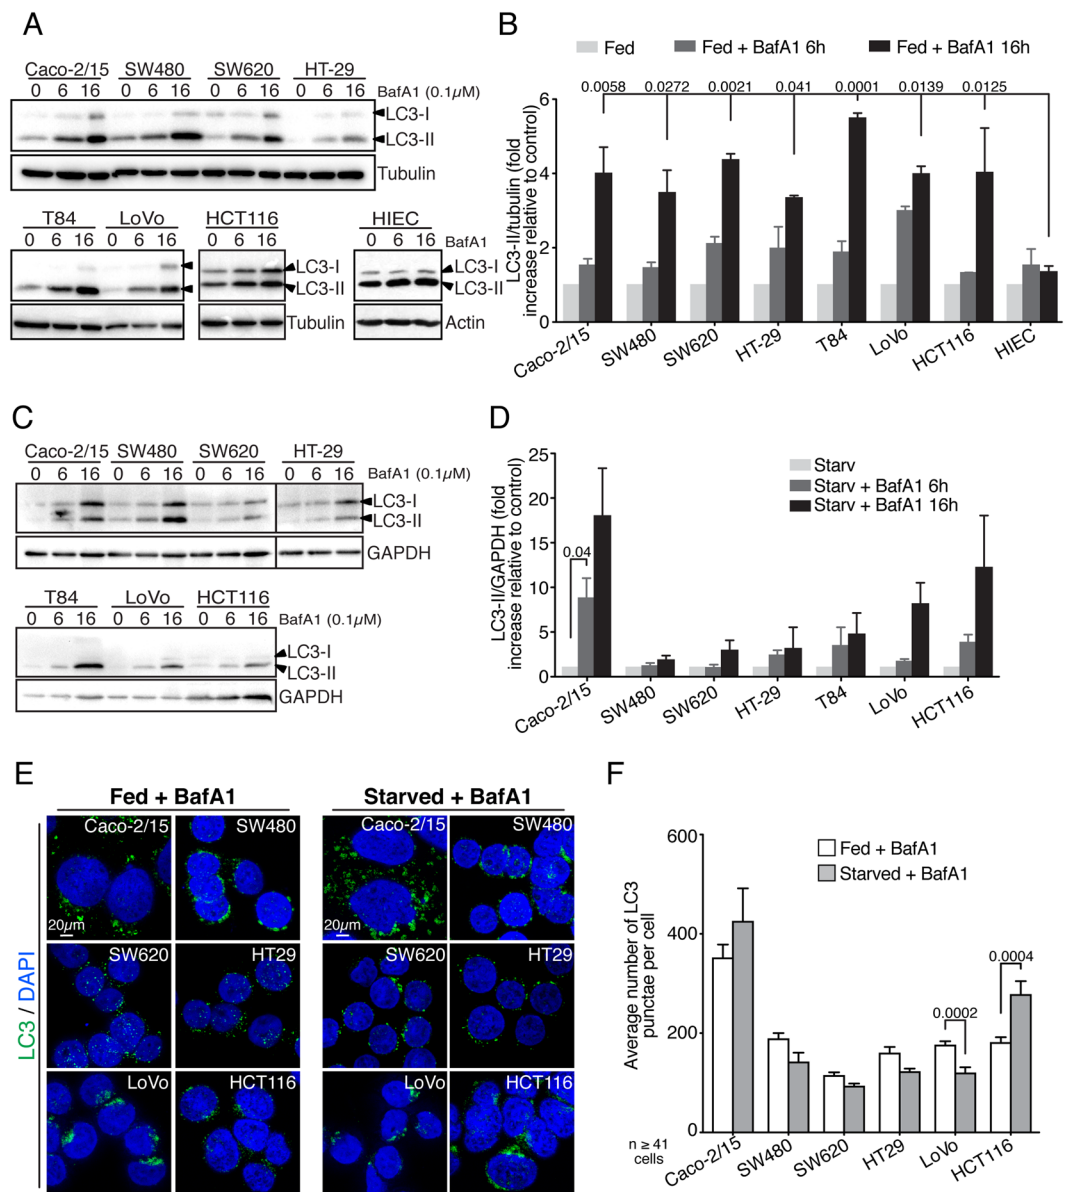 A
Caco-2/15 SW480 SW620 HT-29
0 6 16 0 6 16 0 6 16 0 6 16 BafA1 (0.1µM)
LC3-I
LC3-II
Tubulin
T84 LoVo HCT116 HIEC
0 6 16 0 6 16 0 6 16 0 6 16 BafA1
LC3-I LC3-I
LC3-II LC3-II
Tubulin Actin
B
Fed Fed + BafA1 6h Fed + BafA1 16h
0.0058 0.0272 0.0021 0.041 0.0001 0.0139 0.0125
LC3-II/tubulin (fold
increase relative to control)
6
4
2
0
Caco-2/15 SW480 SW620 HT-29 T84 LoVo HCT116 HIEC
C
Caco-2/15 SW480 SW620 HT-29
0 6 16 0 6 16 0 6 16 0 6 16 BafA1 (0.1µM)
LC3-I
LC3-II
GAPDH
T84 LoVo HCT116
0 6 16 0 6 16 0 6 16 BafA1 (0.1µM)
LC3-I
LC3-II
GAPDH
D
Starv
Starv + BafA1 6h
Starv + BafA1 16h
LC3-II/GAPDH (fold
increase relative to control)
25
20
15
10
5
0
0.04
Caco-2/15 SW480 SW620 HT-29 T84 LoVo HCT116
E
Fed + BafA1 Starved + BafA1
LC3 / DAPI
Caco-2/15 SW480 Caco-2/15 SW480
20µm 20µm
SW620 HT29 SW620 HT29
LoVo HCT116 LoVo HCT116
F
Fed + BafA1
Starved + BafA1
Average number of LC3
punctae per cell
600
400
200
0
0.0002
0.0004
n ≥ 41
cells
Caco-2/15 SW480 SW620 HT29 LoVo HCT116